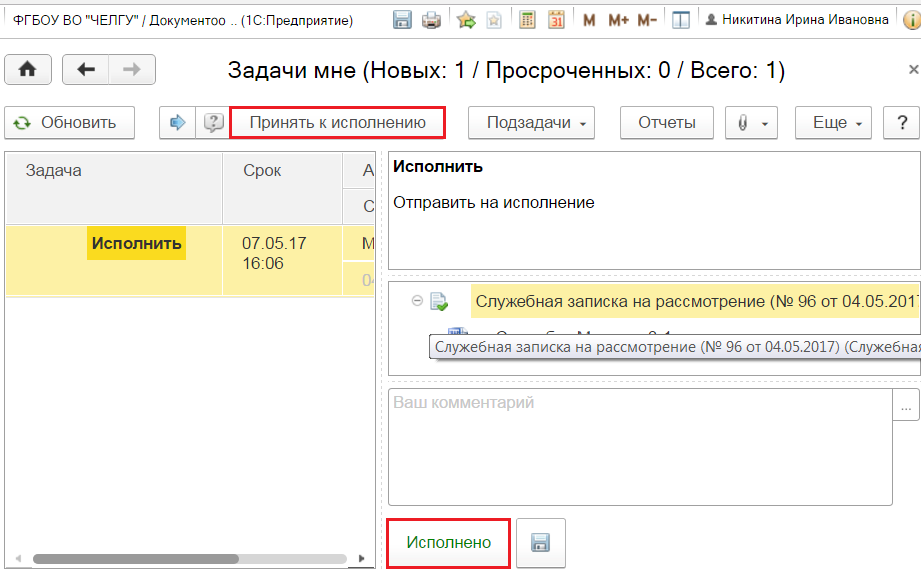 ФГБОУ ВО "ЧЕЛГУ" / Документоо .. (1С:Предприятие)
M M+ M- Никитина Ирина Ивановна
Задачи мне (Новых: 1 / Просроченных: 0 / Всего: 1)
Обновить Принять к исполнению Подзадачи Отчеты Еще ?
Задача Срок А
С
Исполнить 07.05.17 М
16:06 04
Исполнить
Отправить на исполнение
Служебная записка на рассмотрение (№ 96 от 04.05.2017
Служебная записка на рассмотрение (№ 96 от 04.05.2017) (Служебная
Ваш комментарий
...
Исполнено